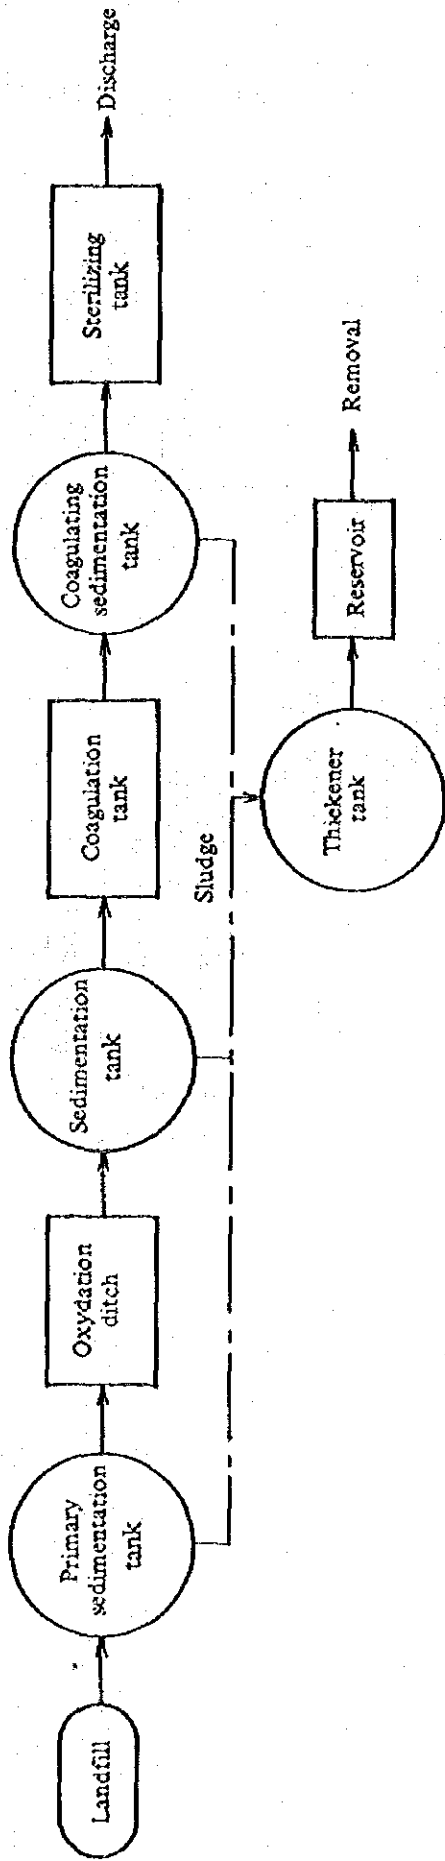 Landfill
Primary
sedimentation
tank
Oxydation
ditch
Sedimentation
tank
Coagulation
tank
Coagulating
sedimentation
tank
Sterilizing
tank
Discharge
Sludge
Thickener
tank
Reservoir
Removal